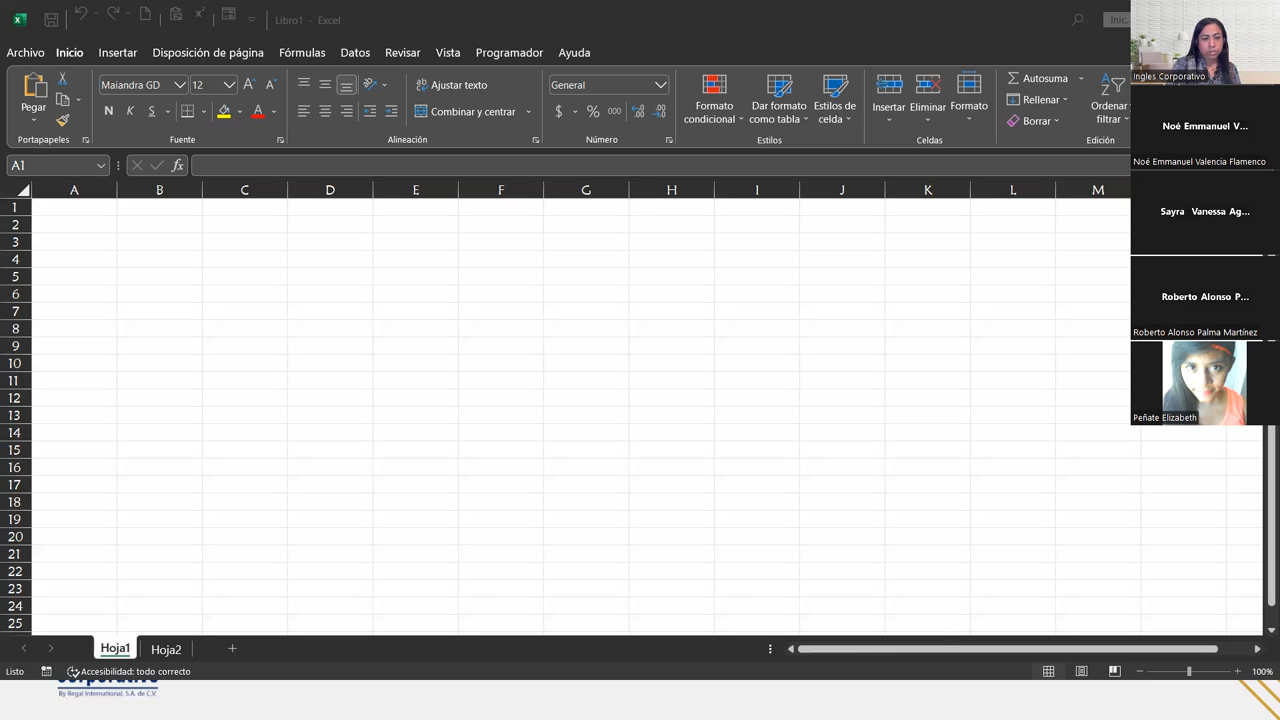 Libro1 - Excel
Inic.
Archivo Inicio Insertar Disposición de página Fórmulas Datos Revisar Vista Programador Ayuda
Pegar
Portapapeles
Maiandra GD 12
N K S
Fuente
Ajustar texto
Combinar y centrar
Alineación
General
$ % 000
Número
Formato condicional
Dar formato como tabla
Estilos de celda
Estilos
Insertar Eliminar Formato
Celdas
Autosuma
Rellenar
Borrar
Ordenar
filtrar
Edición
A1
fx
A B C D E F G H I J K L M
1
2
3
4
5
6
7
8
9
10
11
12
13
14
15
16
17
18
19
20
21
22
23
24
25
Ingles Corporativo
Noé Emmanuel V...
Noé Emmanuel Valencia Flamenco
Sayra Vanessa Ag...
Roberto Alonso P...
Roberto Alonso Palma Martínez
Peñate Elizabeth
Hoja1 Hoja2
Listo
Accesibilidad: todo correcto
100%
By Regal International, S.A. de C.V.